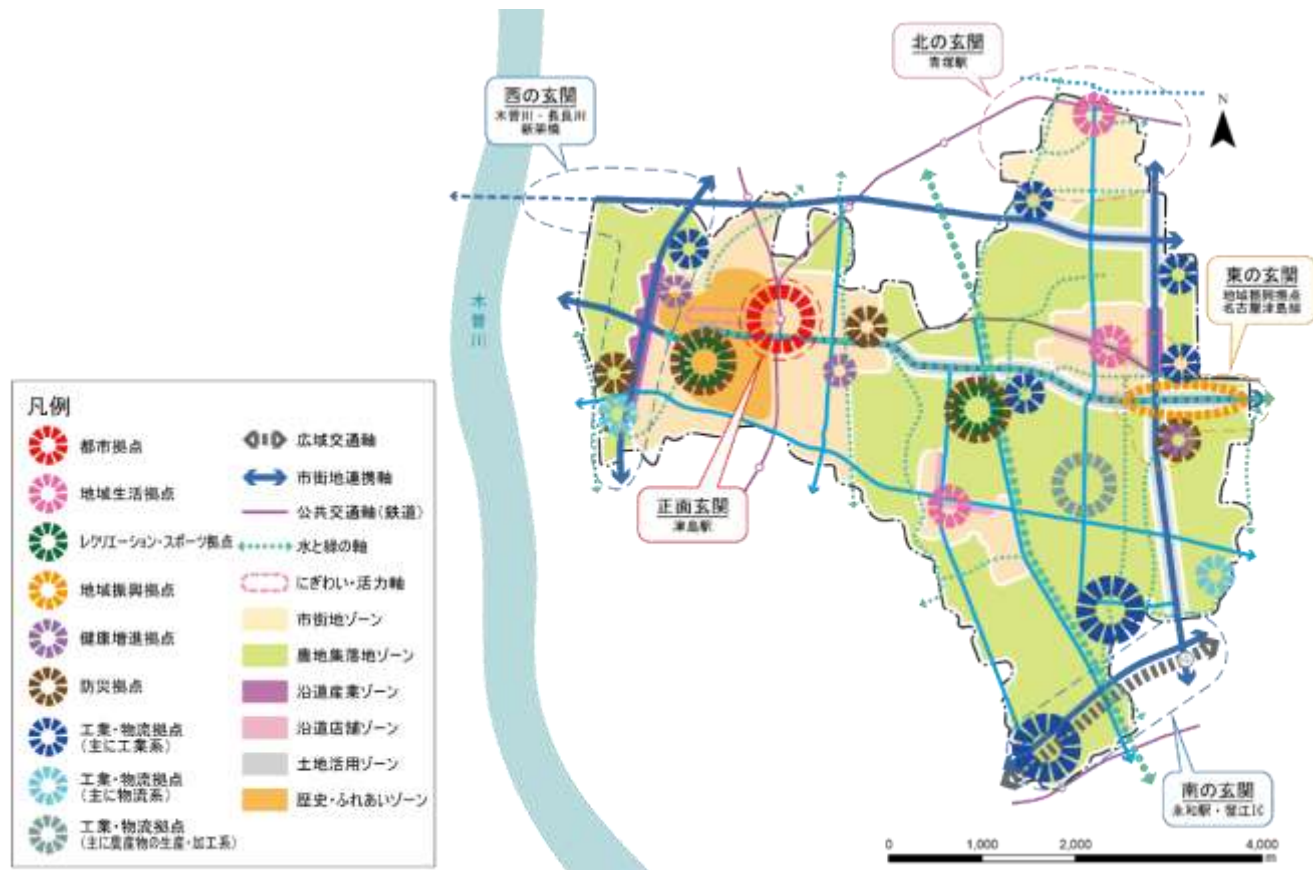 北の玄関
青塚駅
西の玄関
木曽川・長良川
新架橋
N
木曽川
東の玄関
地域振興拠点
名古屋津島線
正面玄関
津島駅
南の玄関
永和駅・蟹江IC
凡例
都市拠点
地域生活拠点
レクリエーション・スポーツ拠点
地域振興拠点
健康増進拠点
防災拠点
工業・物流拠点
(主に工業系)
工業・物流拠点
(主に物流系)
工業・物流拠点
(主に農産物の生産・加工系)
広域交通軸
市街地連携軸
公共交通軸(鉄道)
水と緑の軸
にぎわい・活力軸
市街地ゾーン
農地集落地ゾーン
沿道産業ゾーン
沿道店舗ゾーン
土地活用ゾーン
歴史・ふれあいゾーン
0 1,000 2,000 4,000
m